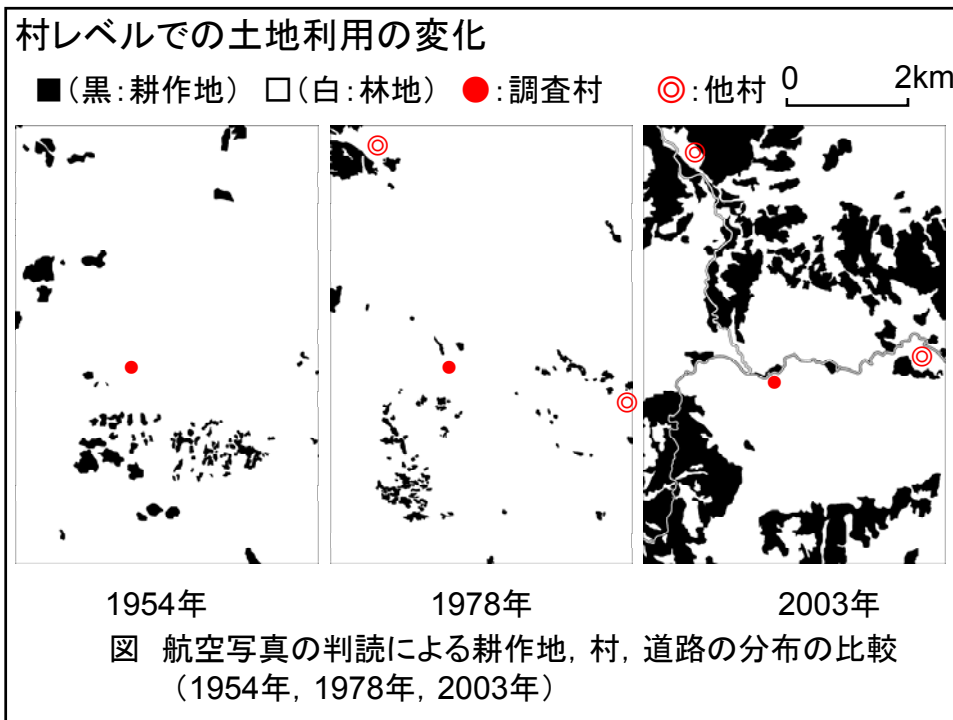 村レベルでの土地利用の変化
■(黒:耕作地) □(白:林地) ●:調査村 ◎:他村 0 2km
1954年 1978年 2003年
図 航空写真の判読による耕作地, 村, 道路の分布の比較
(1954年, 1978年, 2003年)